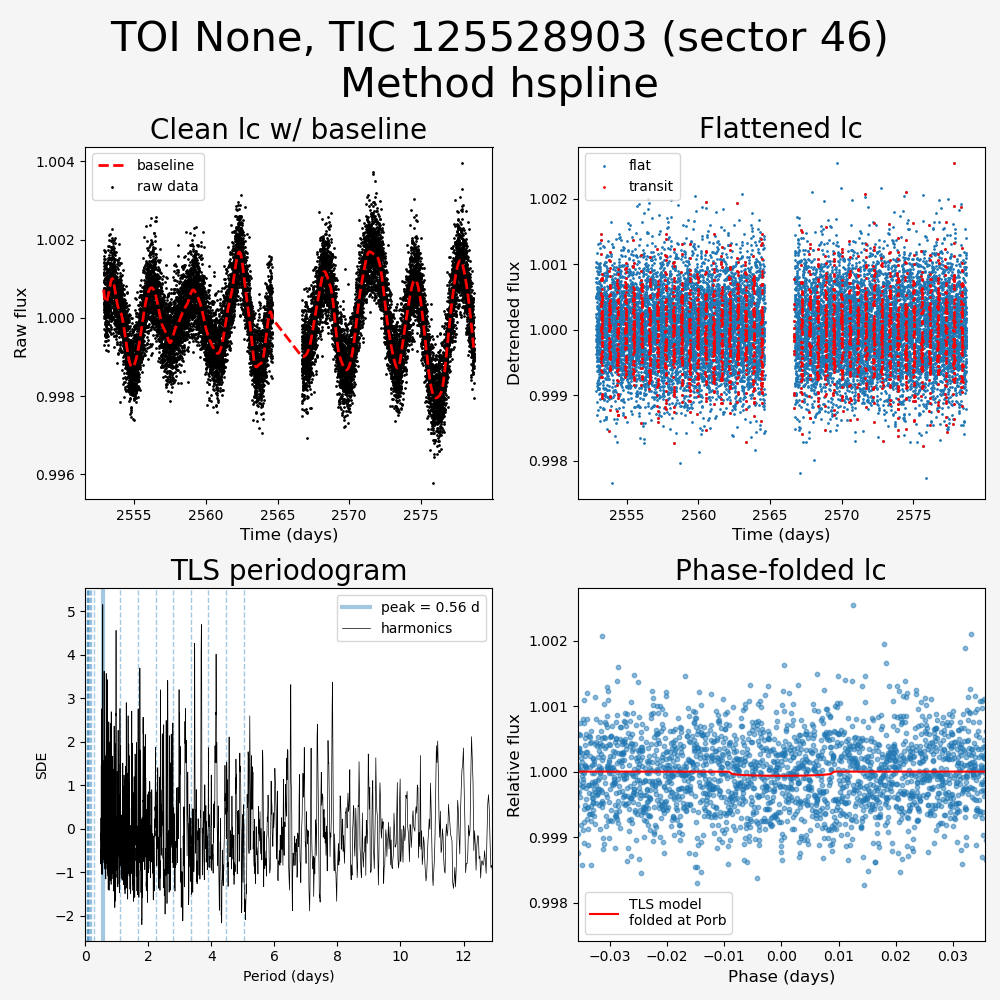 TOI None, TIC 125528903 (sector 46)
Method hspline
Clean lc w/ baseline
baseline
raw data
Raw flux
1.004
1.002
1.000
0.998
0.996
2555
2560
2565
2570
2575
Time (days)
Flattened lc
flat
transit
Detrended flux
1.002
1.001
1.000
0.999
0.998
2555
2560
2565
2570
2575
Time (days)
TLS periodogram
peak = 0.56 d
harmonics
SDE
5
4
3
2
1
0
−1
−2
0
2
4
6
8
10
12
Period (days)
Phase-folded lc
Relative flux
1.002
1.001
1.000
0.999
0.998
TLS model
folded at Porb
−0.03
−0.02
−0.01
0.00
0.01
0.02
0.03
Phase (days)